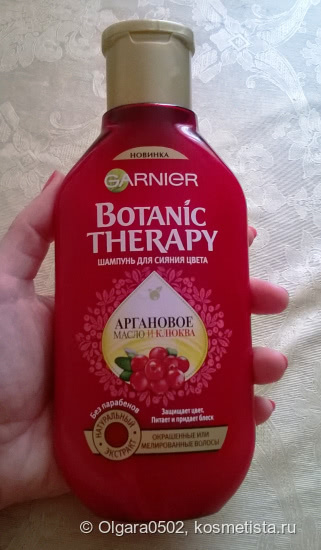 НОВИНКА
GARNIER
BOTANIC
THERAPY
ШАМПУНЬ ДЛЯ СИЯНИЯ ЦВЕТА
АРГАНОВОЕ
МАСЛО И КЛЮКВА
Без парабенов
НАТУРАЛЬНЫЙ
ЭКСТРАКТ
Защищает цвет,
Питает и придает блеск
ОКРАШЕННЫЕ ИЛИ
МЕЛИРОВАННЫЕ ВОЛОСЫ
© Olgara0502, kosmetista.ru